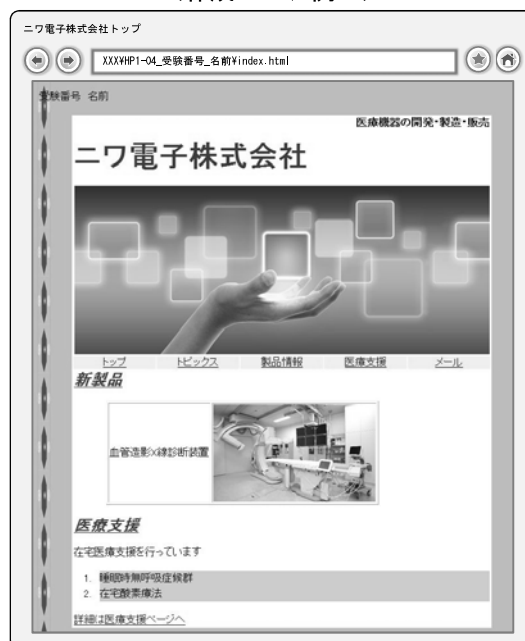 ニワ電子株式会社トップ
XXX¥HP1-04_受験番号_名前¥index.html
受験番号 名前
医療機器の開発・製造・販売
ニワ電子株式会社
トップ トピックス 製品情報 医療支援 メール
新製品
血管造影X線診断装置
医療支援
在宅医療支援を行っています
1. 睡眠時無呼吸症候群
2. 在宅酸素療法
詳細は医療支援ページへ